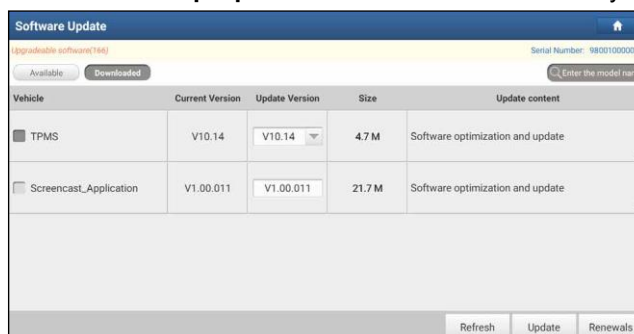 Software Update
Upgradeable software(166)
Serial Number: 9800100000
Available Downloaded Enter the model nar
Vehicle Current Version Update Version Size Update content
TPMS V10.14 V10.14 4.7 M Software optimization and update
Screencast_Application V1.00.011 V1.00.011 21.7 M Software optimization and update
Refresh Update Renewals